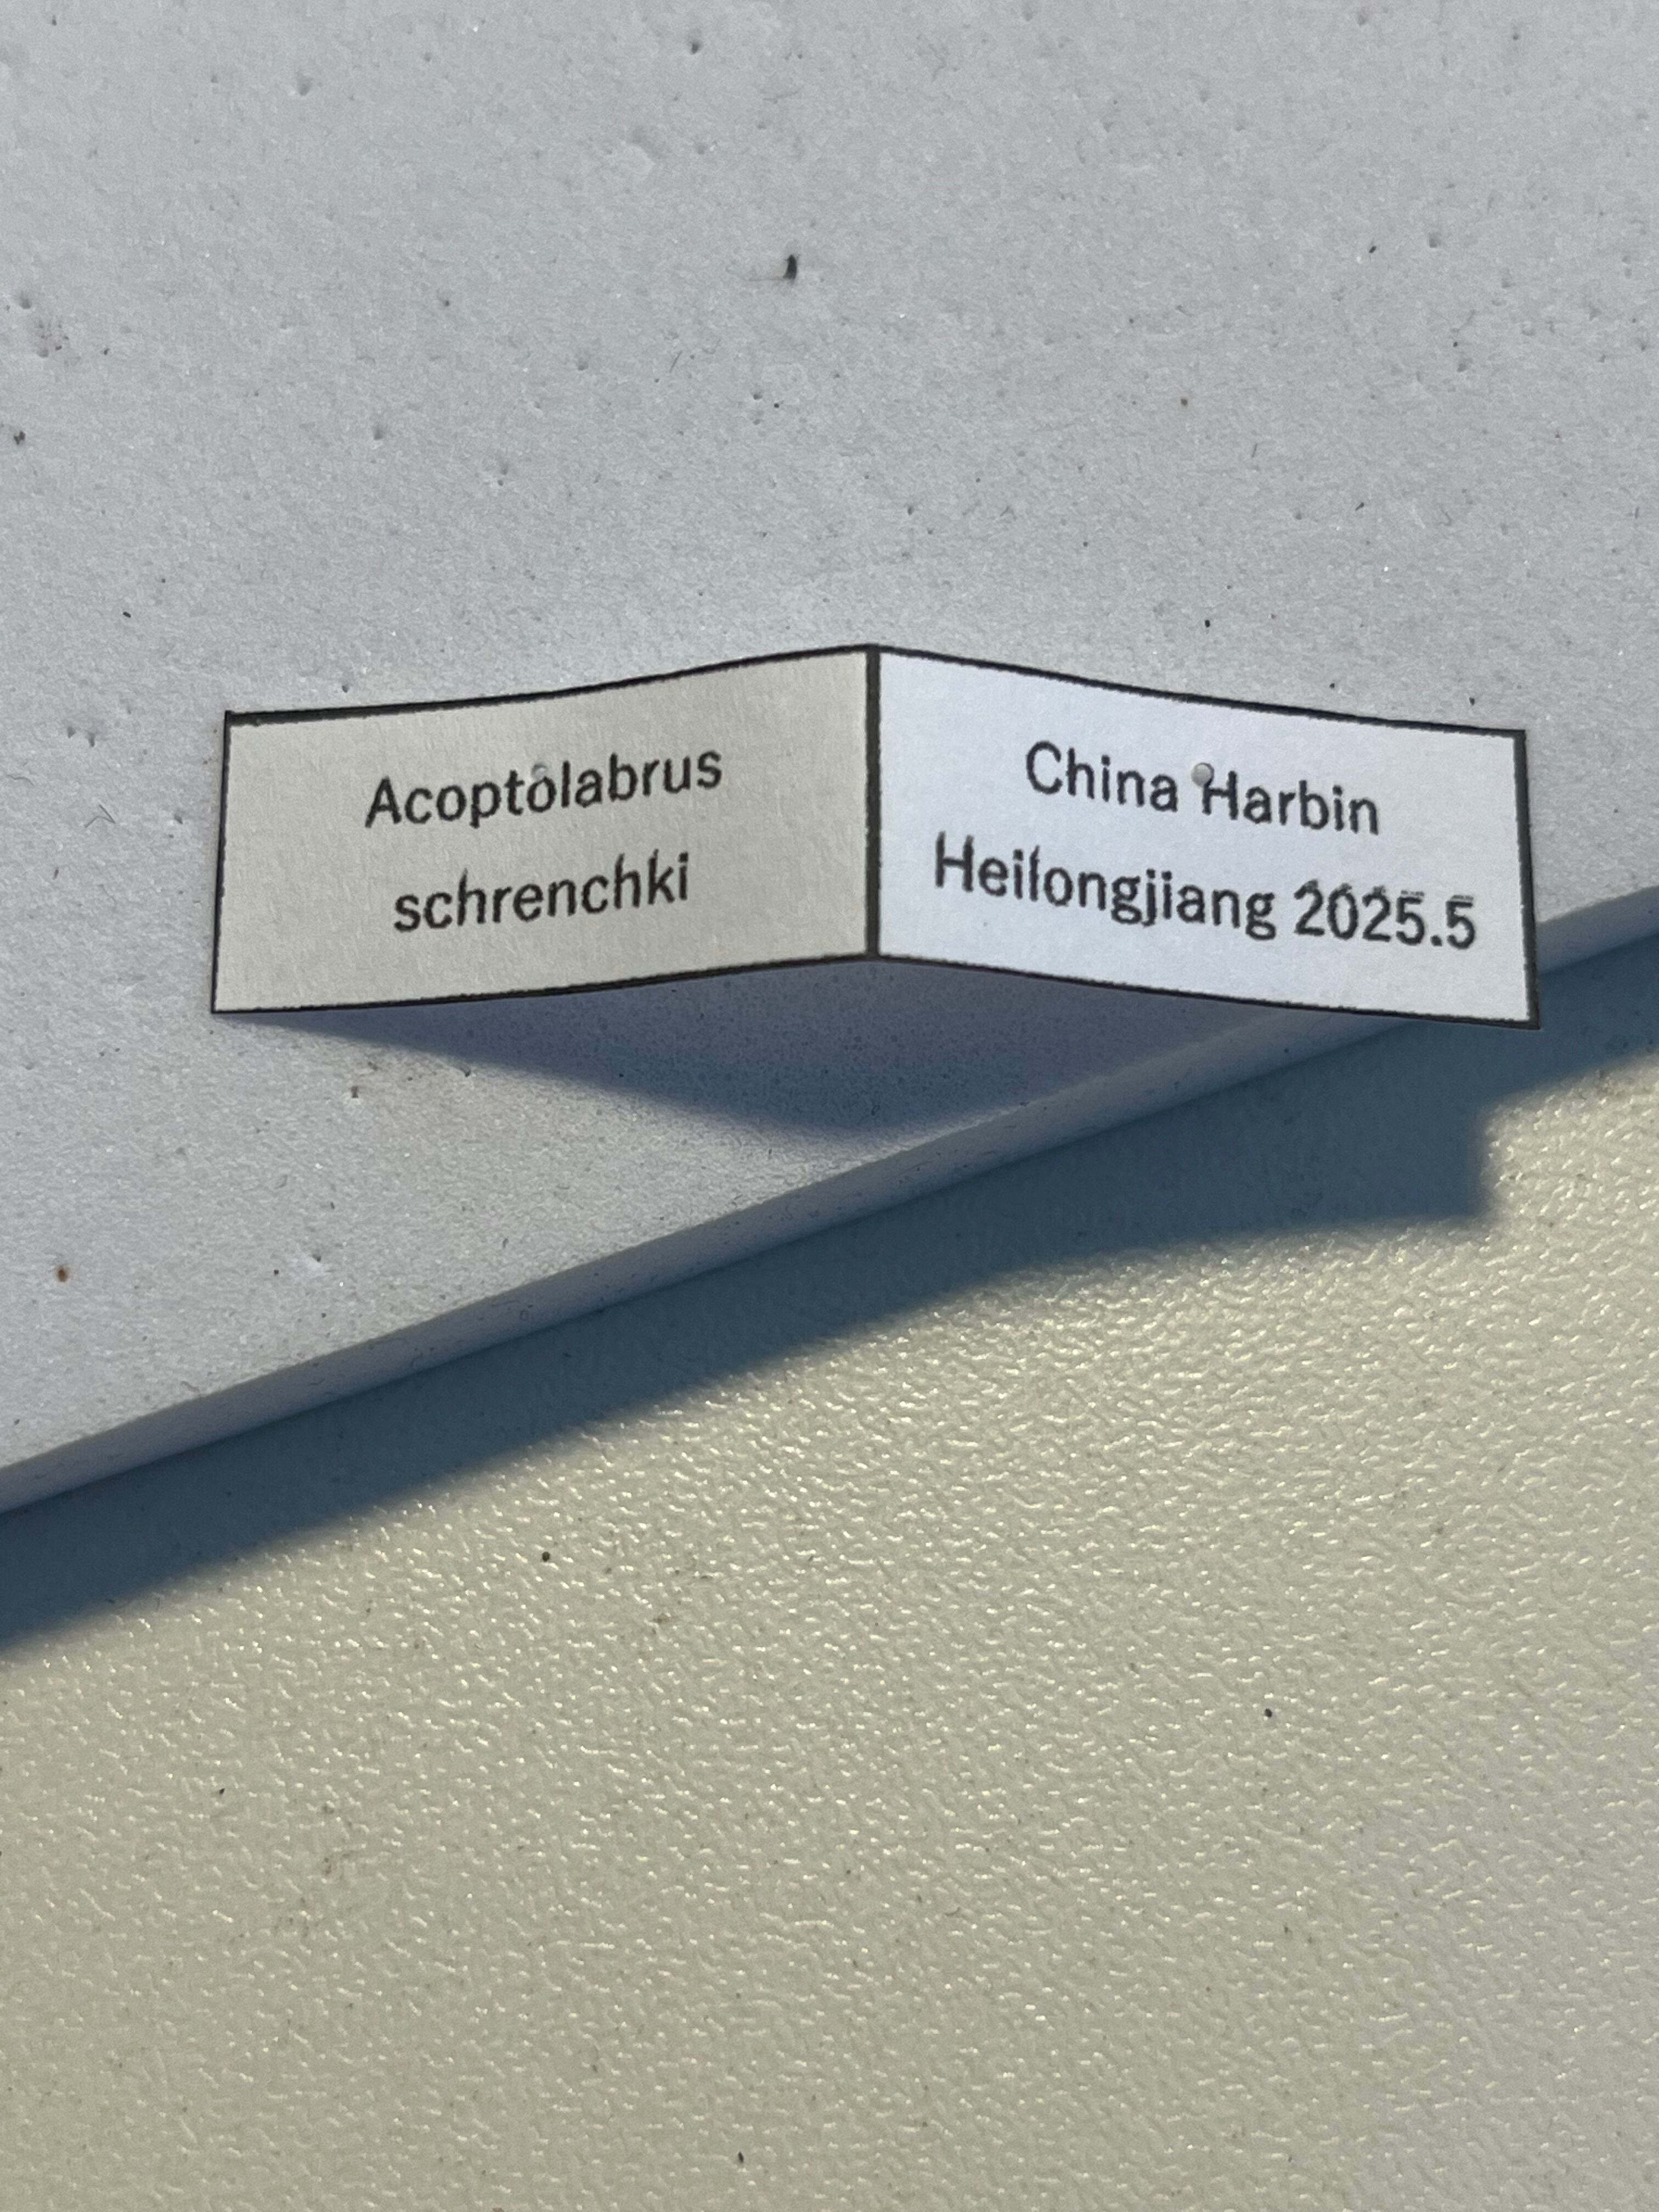 Acoptolabrus
schrenchki
China Harbin
Heilongjiang 2025.5